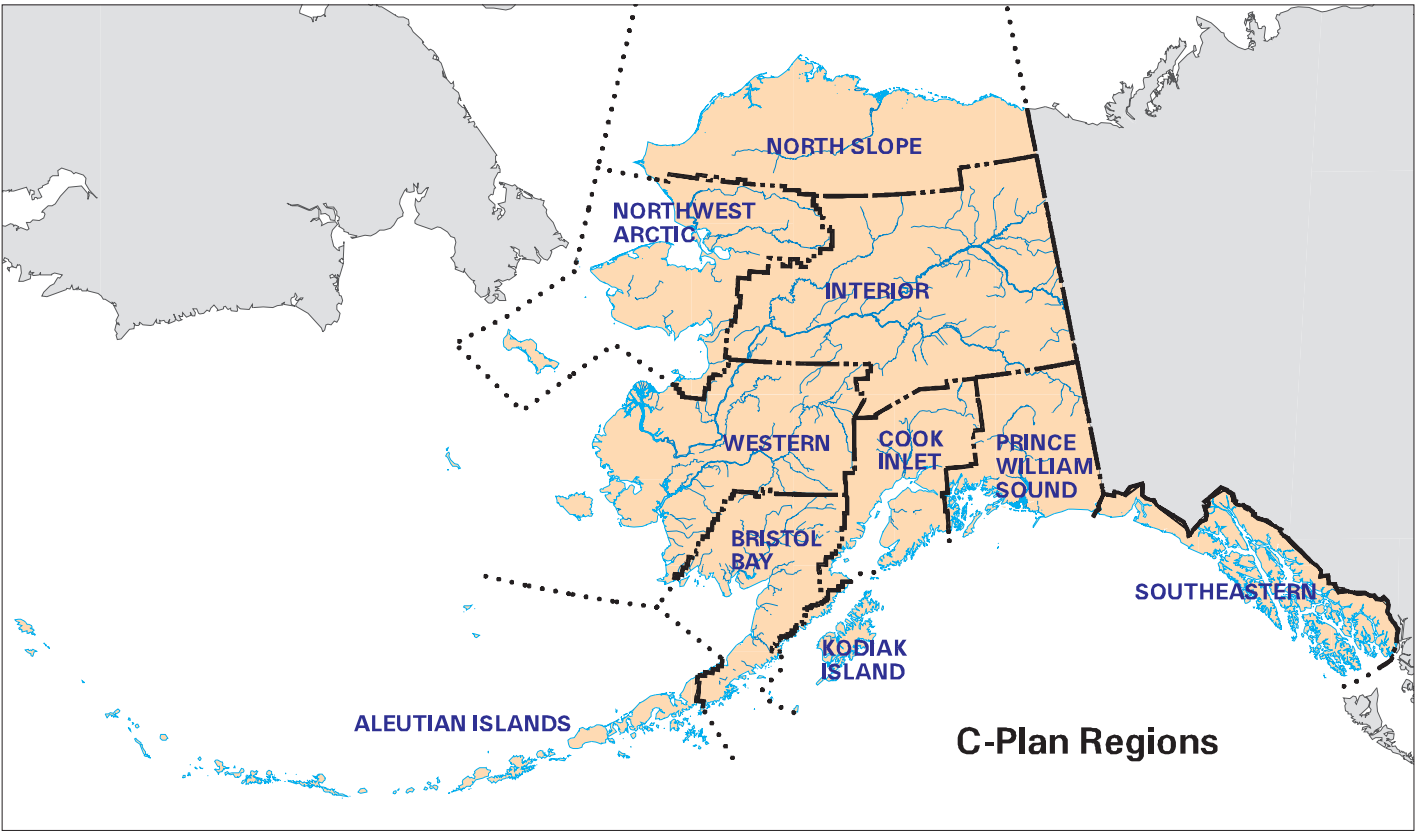 NORTH SLOPE
NORTHWEST
ARCTIC
INTERIOR
WESTERN
COOK
INLET
PRINCE
WILLIAM
SOUND
BRISTOL
BAY
SOUTHEASTERN
KODIAK
ISLAND
ALEUTIAN ISLANDS
C-Plan Regions